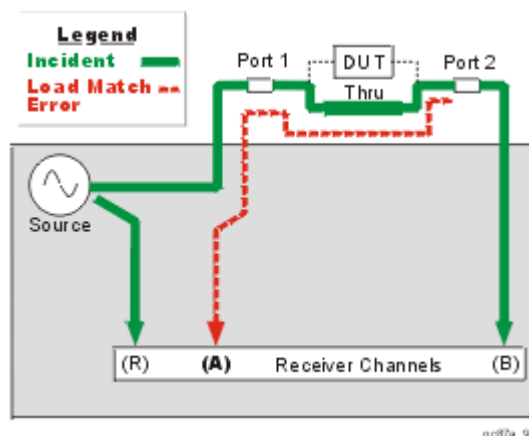 Legend
Incident
Load Match
Error
Port 1
DUT
Thru
Port 2
Source
(R)
(A)
Receiver Channels
(B)